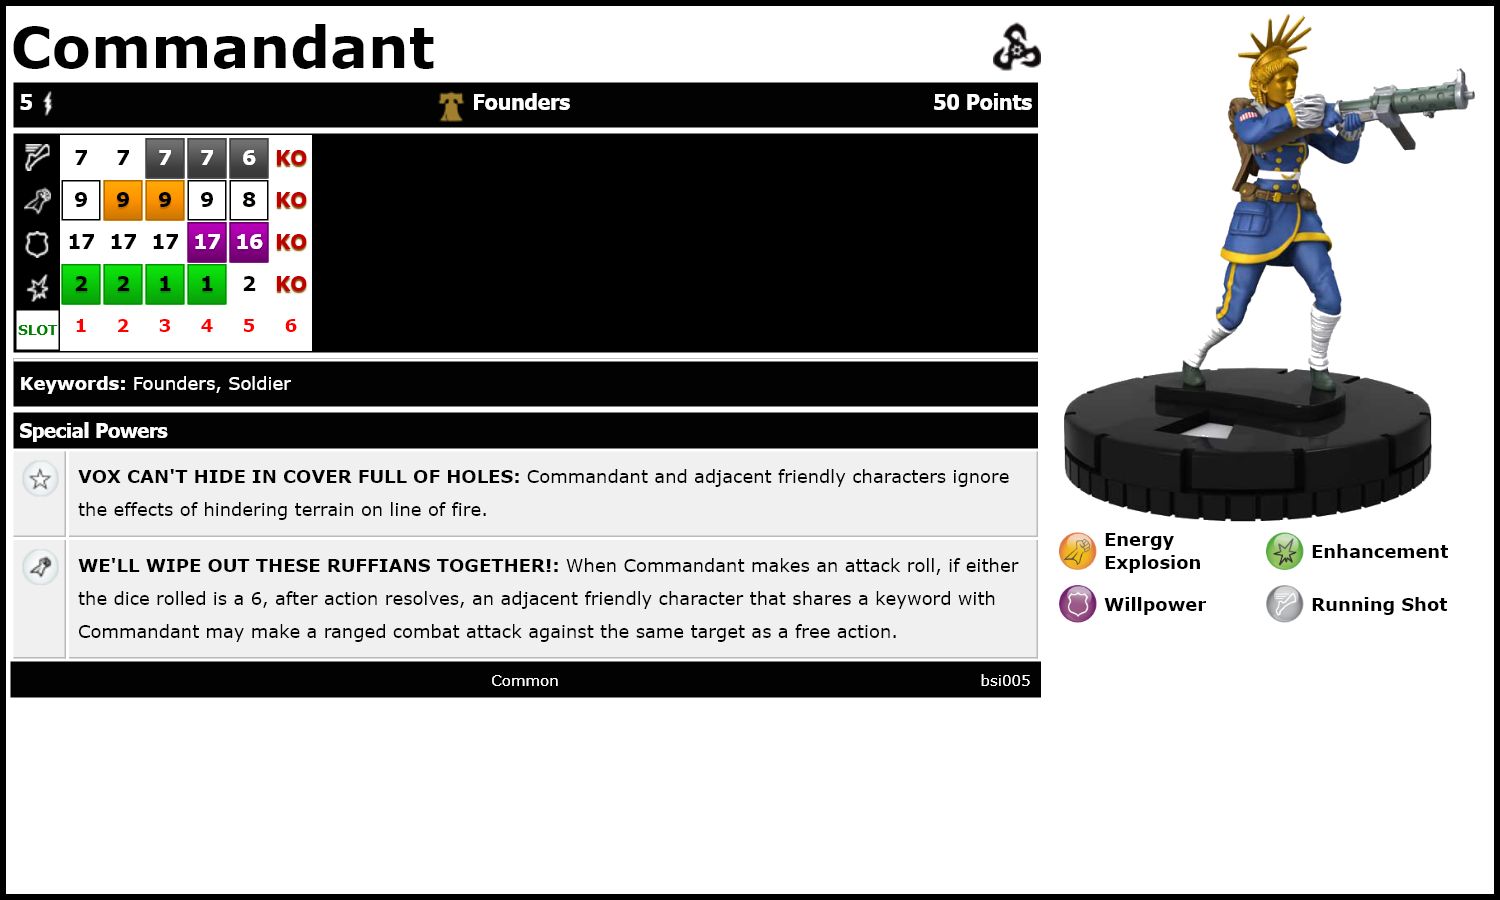 Commandant
5 Founders 50 Points
7 7 7 7 6 KO
9 9 9 9 8 KO
17 17 17 17 16 KO
2 2 1 1 2 KO
SLOT 1 2 3 4 5 6
Keywords: Founders, Soldier
Special Powers
VOX CAN'T HIDE IN COVER FULL OF HOLES: Commandant and adjacent friendly characters ignore
the effects of hindering terrain on line of fire.
WE'LL WIPE OUT THESE RUFFIANS TOGETHER!: When Commandant makes an attack roll, if either
the dice rolled is a 6, after action resolves, an adjacent friendly character that shares a keyword with
Commandant may make a ranged combat attack against the same target as a free action.
Common bsi005
Energy
Explosion
Enhancement
Willpower
Running Shot